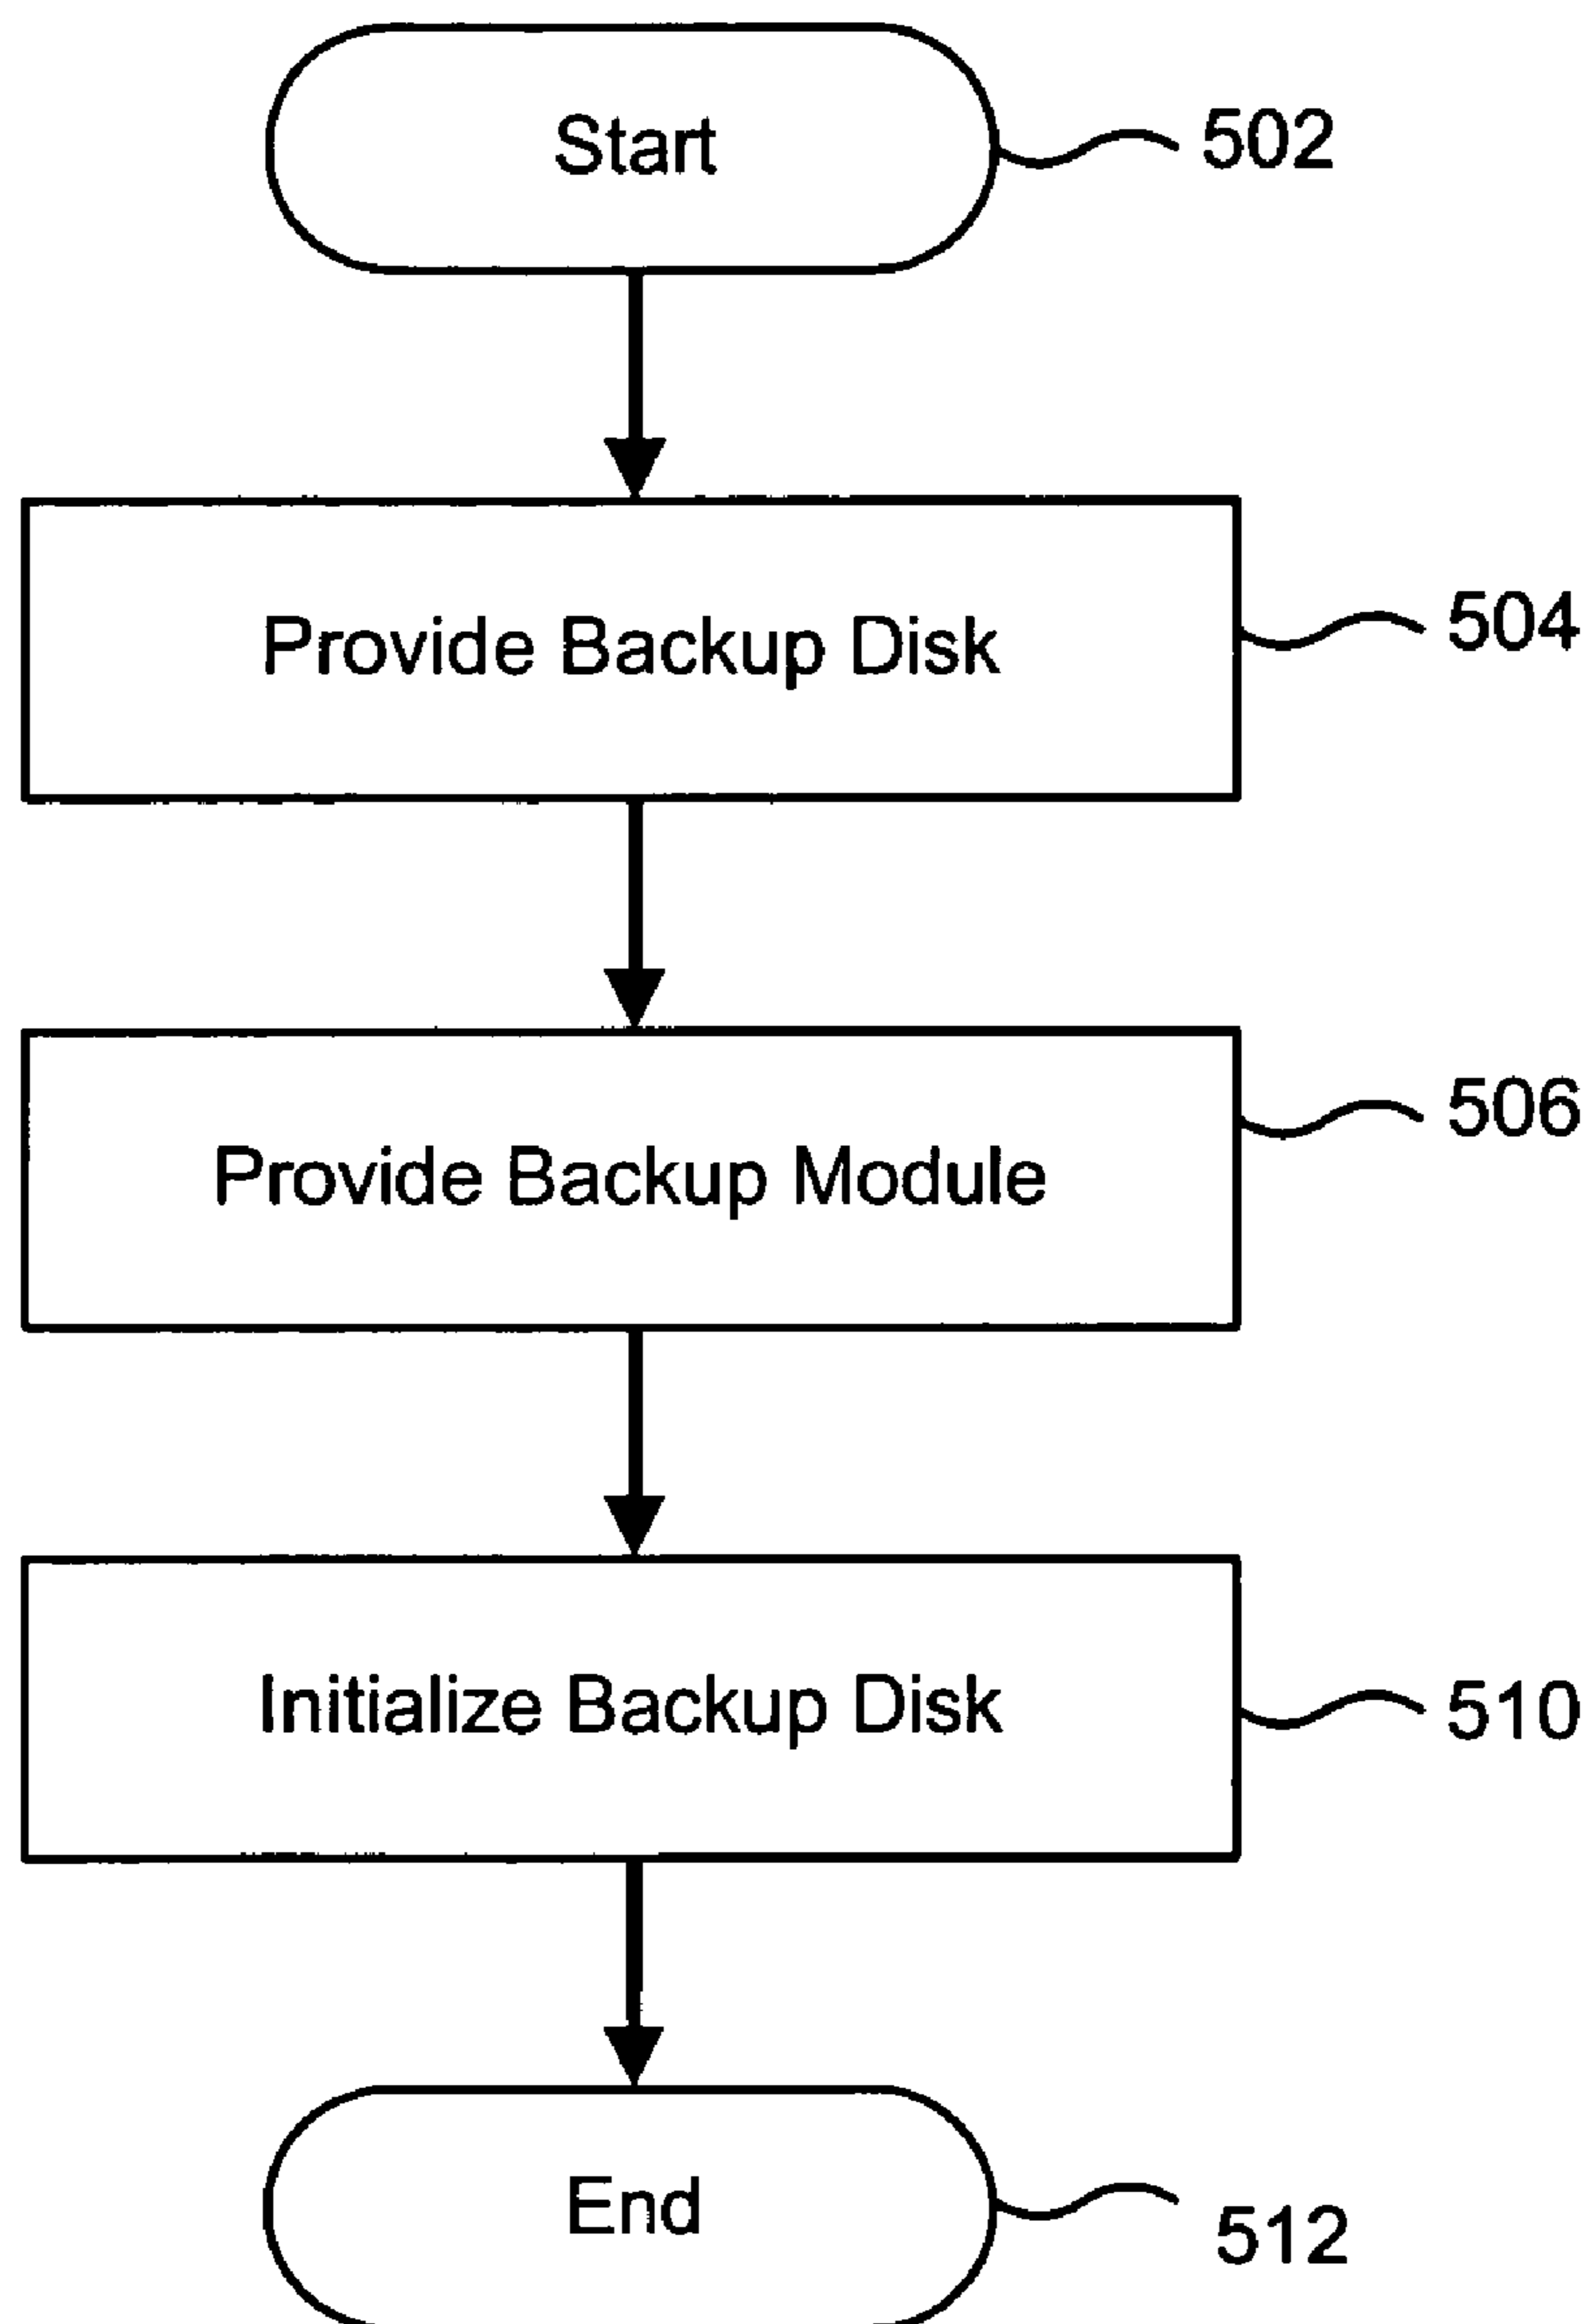 Start
502
Provide Backup Disk
504
Provide Backup Module
506
Initialize Backup Disk
510
End
512